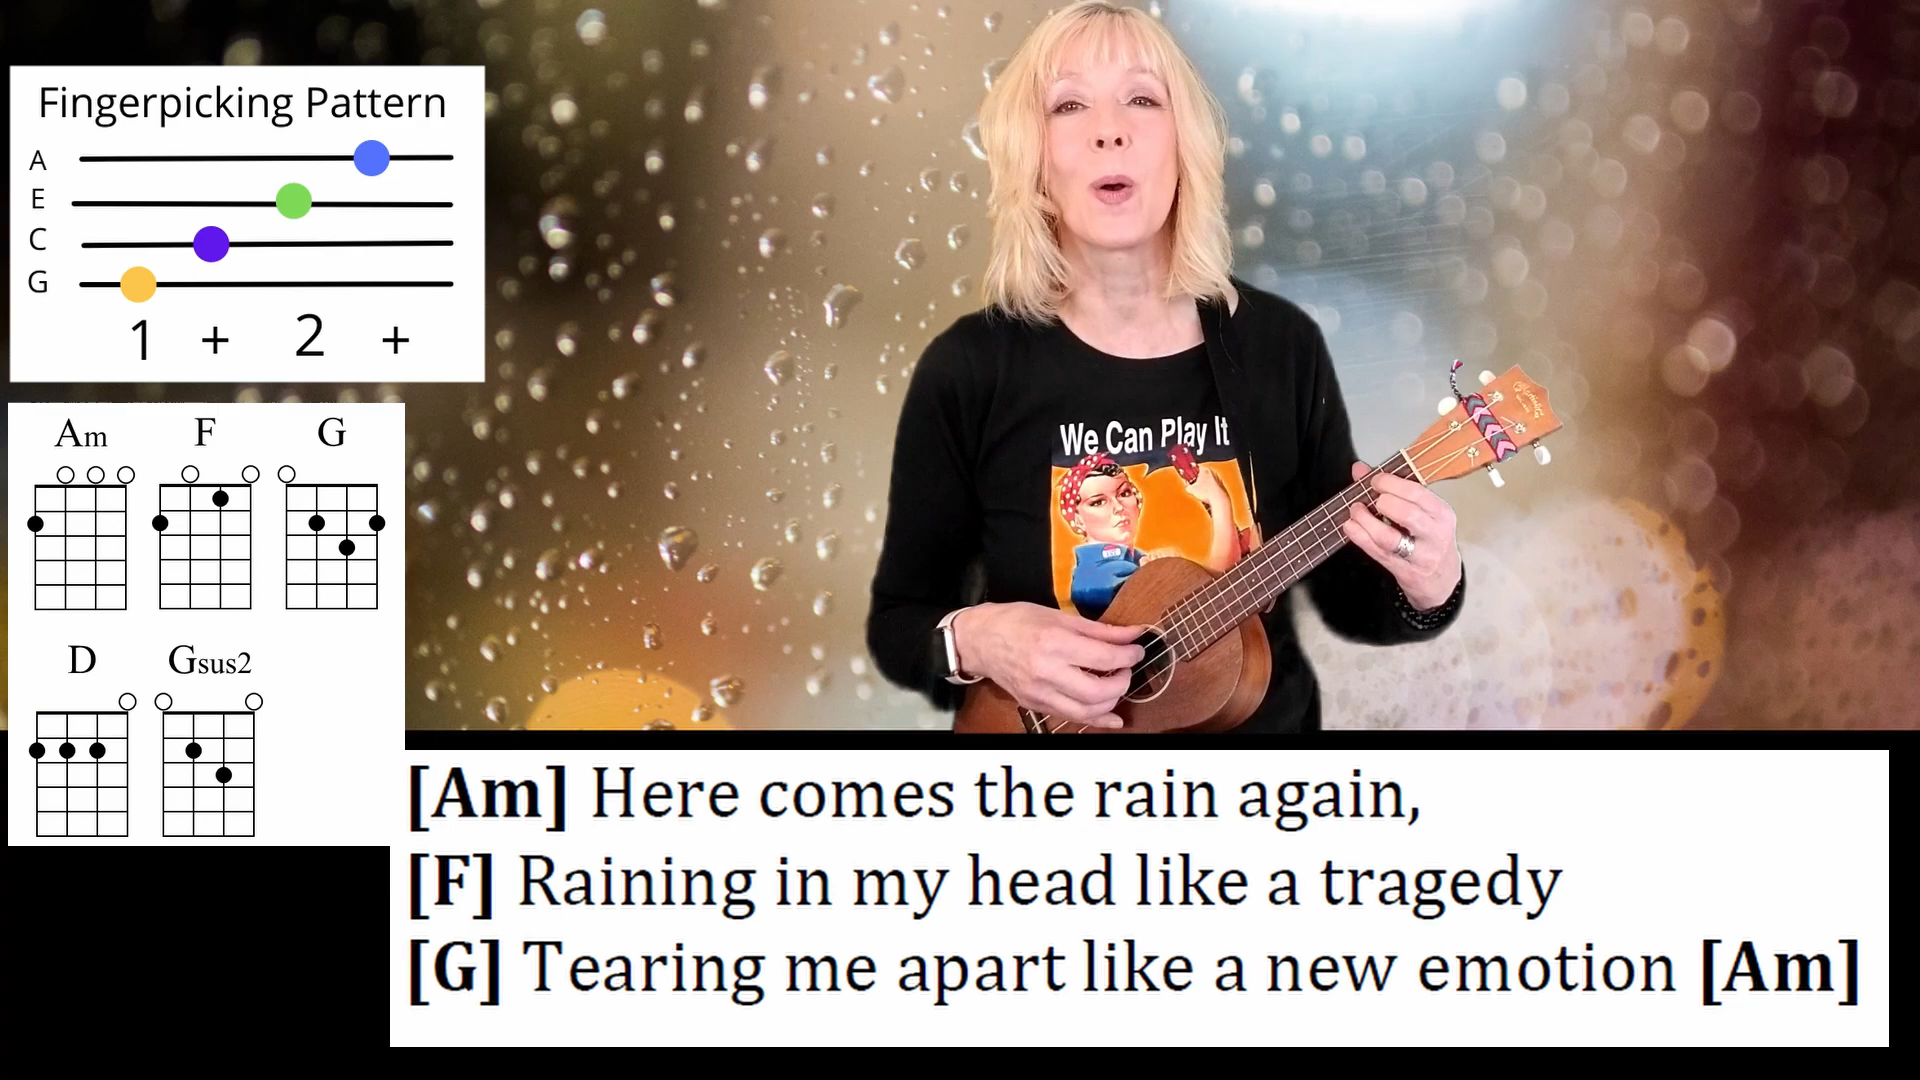 Fingerpicking Pattern
A
E
C
G
1 + 2 +
Am F G
D Gsus2
We Can Play It
[Am] Here comes the rain again,
[F] Raining in my head like a tragedy
[G] Tearing me apart like a new emotion [Am]